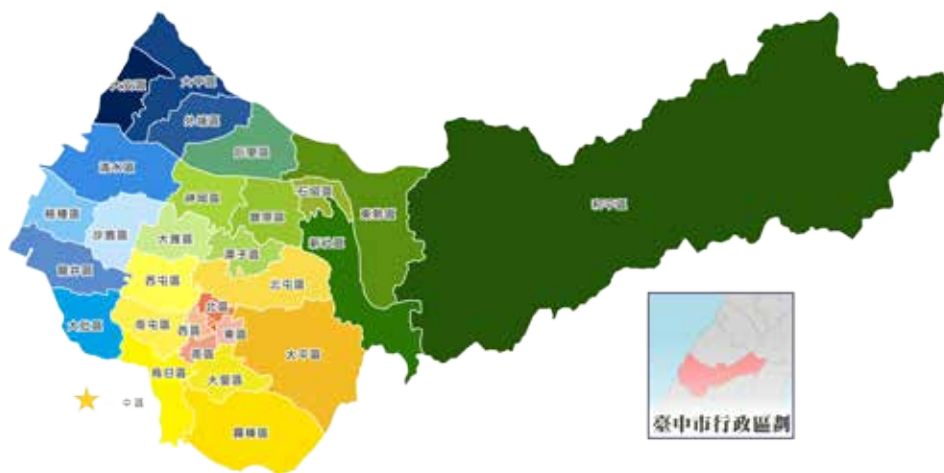 大安區
大甲區
外埔區
后里區
清水區
梧棲區
沙鹿區
神岡區
豐原區
石岡區
東勢區
和平區
大雅區
潭子區
新社區
龍井區
西屯區
北屯區
大肚區
南屯區
西區
北區
東區
南區
太平區
烏日區
大里區
霧峰區
中區
臺中市行政區劃